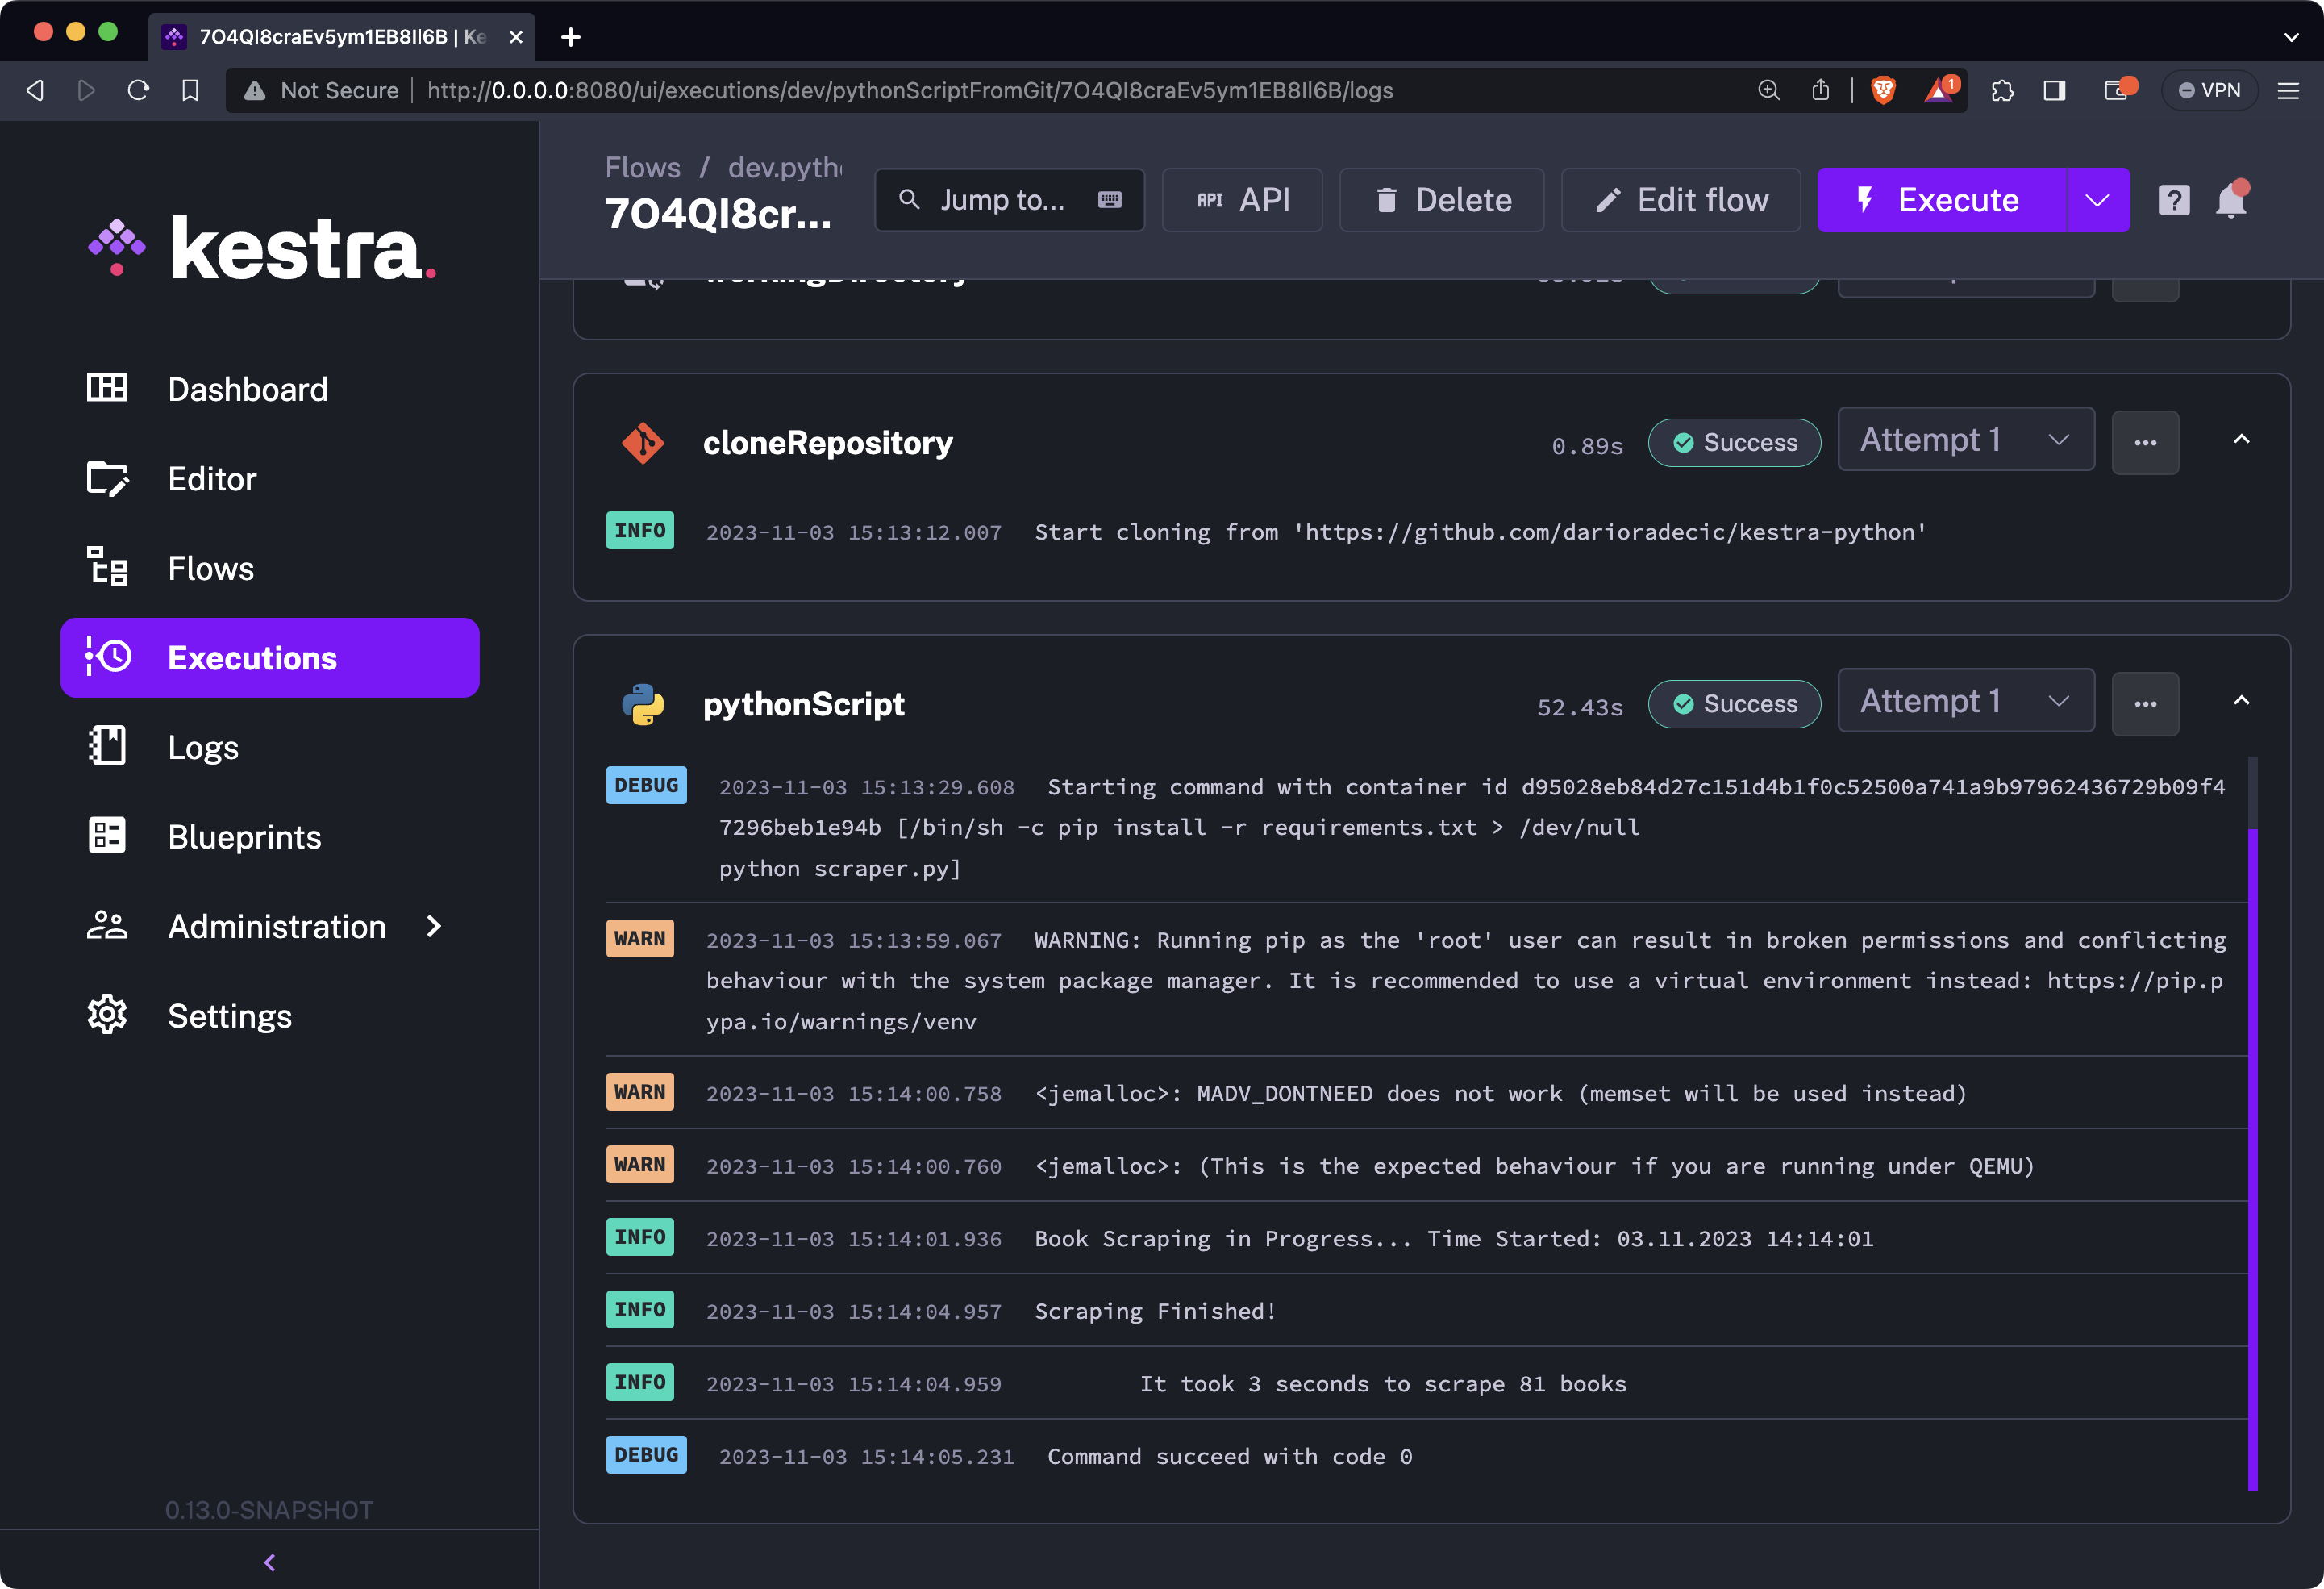 7O4QI8craEv5ym1EB8Il6B | Ke
Not Secure | http://0.0.0.0:8080/ui/executions/dev/pythonScriptFromGit/7O4QI8craEv5ym1EB8Il6B/logs
1
VPN
kestra.
Dashboard
Editor
Flows
Executions
Logs
Blueprints
Administration
Settings
0.13.0-SNAPSHOT
Flows / dev.pyth
7O4QI8cr...
Jump to...
API API
Delete
Edit flow
Execute
workingDirectory
cloneRepository
0.89s
Success
Attempt 1
INFO 2023-11-03 15:13:12.007 Start cloning from 'https://github.com/darioradecic/kestra-python'
pythonScript
52.43s
Success
Attempt 1
DEBUG 2023-11-03 15:13:29.608 Starting command with container id d95028eb84d27c151d4b1f0c52500a741a9b97962436729b09f4
7296beb1e94b [/bin/sh -c pip install -r requirements.txt > /dev/null
python scraper.py]
WARN 2023-11-03 15:13:59.067 WARNING: Running pip as the 'root' user can result in broken permissions and conflicting
behaviour with the system package manager. It is recommended to use a virtual environment instead: https://pip.p
ypa.io/warnings/venv
WARN 2023-11-03 15:14:00.758 <jemalloc>: MADV_DONTNEED does not work (memset will be used instead)
WARN 2023-11-03 15:14:00.760 <jemalloc>: (This is the expected behaviour if you are running under QEMU)
INFO 2023-11-03 15:14:01.936 Book Scraping in Progress... Time Started: 03.11.2023 14:14:01
INFO 2023-11-03 15:14:04.957 Scraping Finished!
INFO 2023-11-03 15:14:04.959 It took 3 seconds to scrape 81 books
DEBUG 2023-11-03 15:14:05.231 Command succeed with code 0